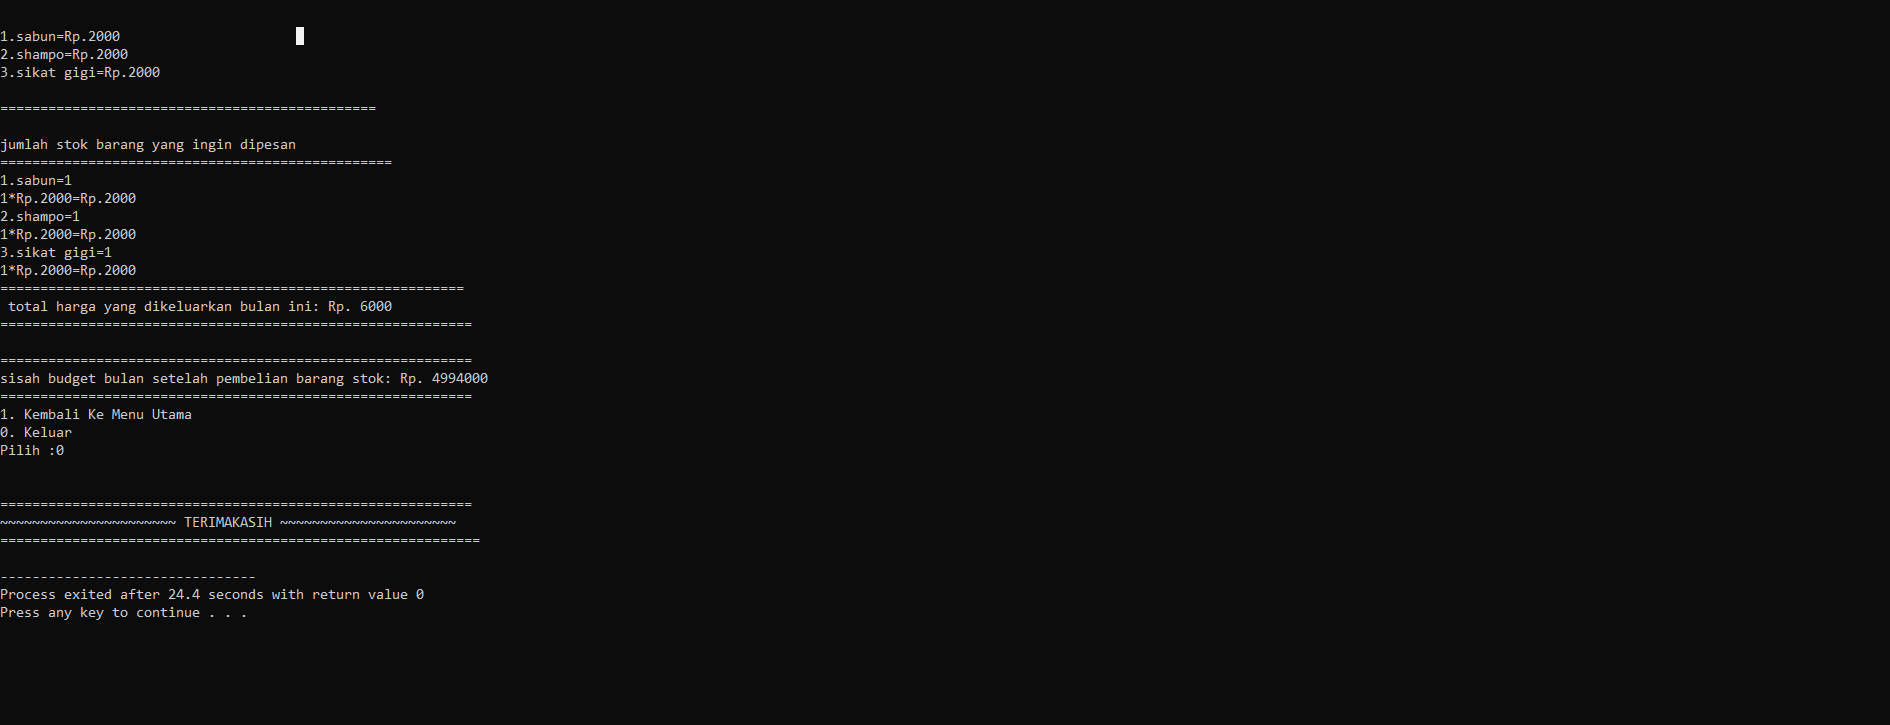 1.sabun=Rp.2000
2.shampo=Rp.2000
3.sikat gigi=Rp.2000
===============================================
jumlah stok barang yang ingin dipesan
=================================================
1.sabun=1
1*Rp.2000=Rp.2000
2.shampo=1
1*Rp.2000=Rp.2000
3.sikat gigi=1
1*Rp.2000=Rp.2000
==========================================================
total harga yang dikeluarkan bulan ini: Rp. 6000
===========================================================
===========================================================
sisah budget bulan setelah pembelian barang stok: Rp. 4994000
===========================================================
1. Kembali Ke Menu Utama
0. Keluar
Pilih :0
===========================================================
~~~~~~~~~~~~~~~~~~~~~~ TERIMAKASIH ~~~~~~~~~~~~~~~~~~~~~~
============================================================
--------------------------------
Process exited after 24.4 seconds with return value 0
Press any key to continue . . .